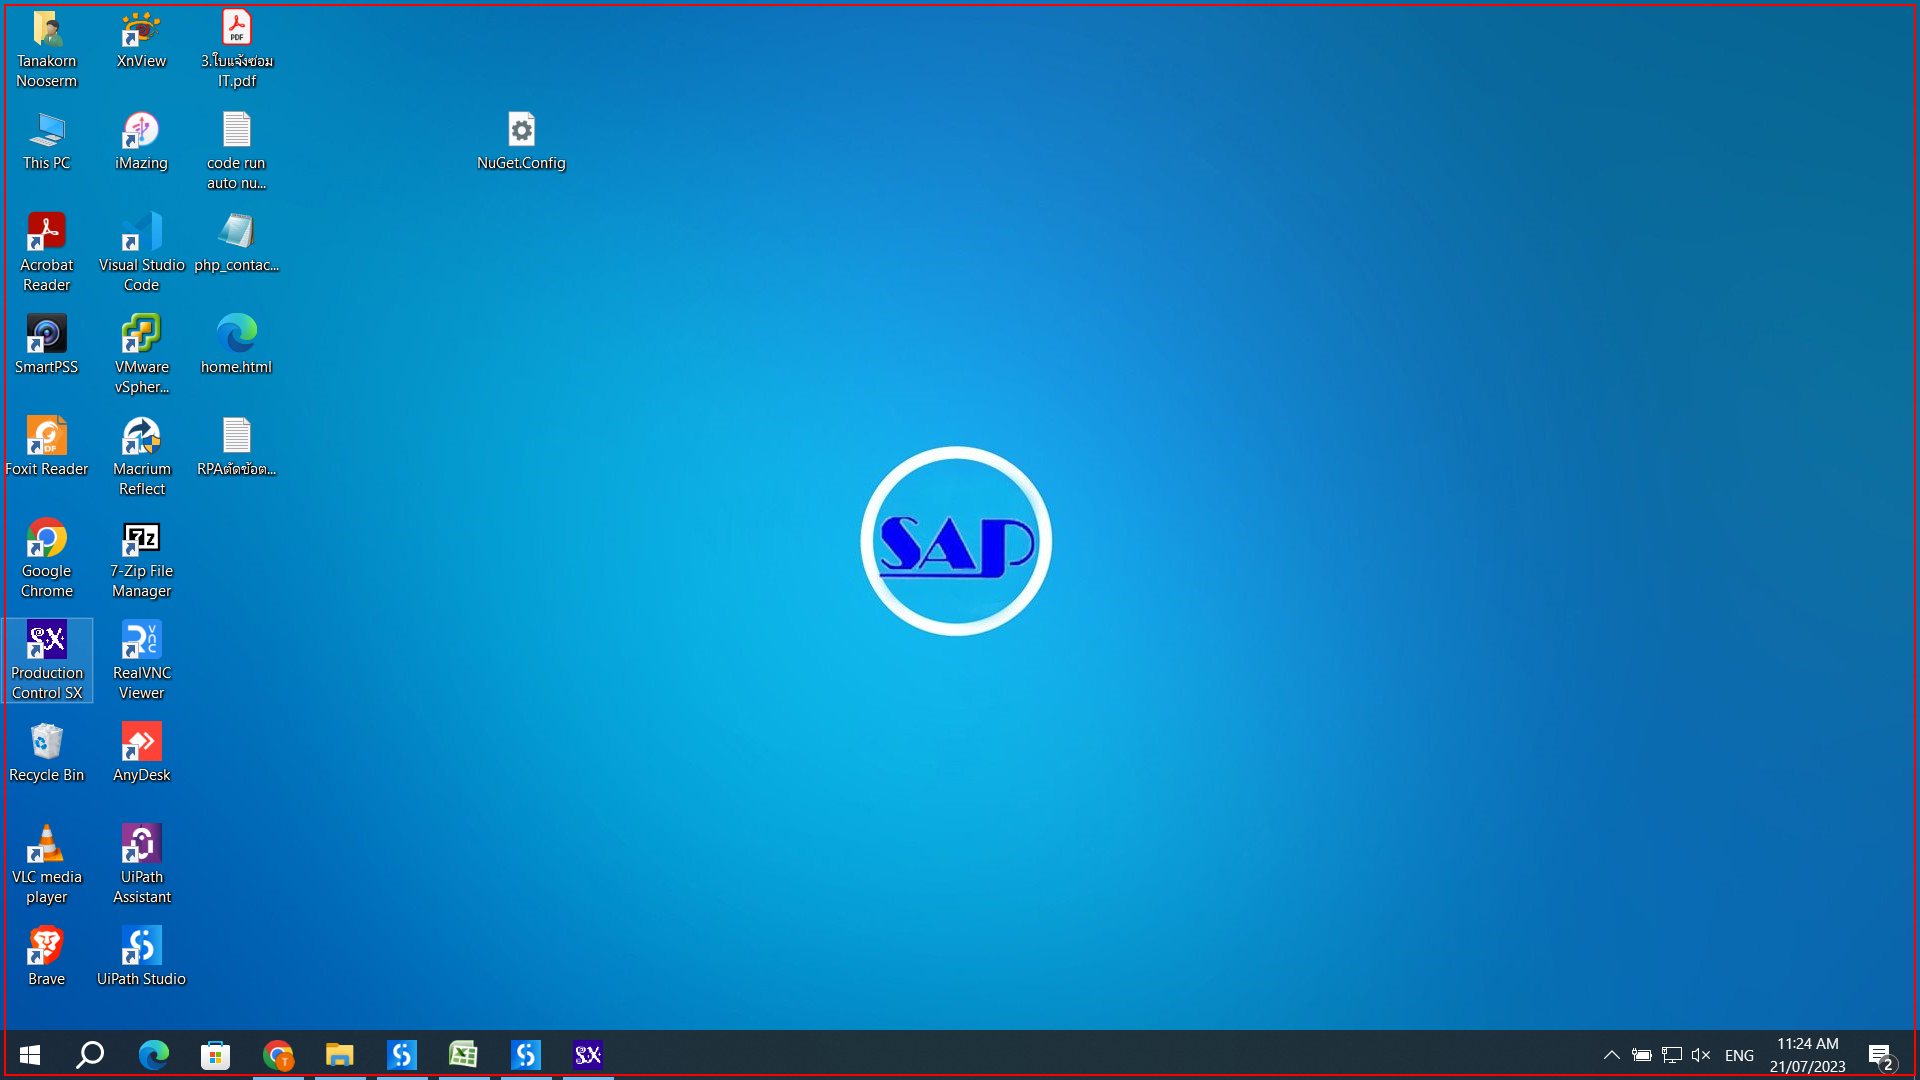 Tanakorn
Nooserm
XnView
3.ใบแจ้งซ่อม
IT.pdf
This PC
iMazing
code run
auto nu...
NuGet.Config
Acrobat
Reader
Visual Studio
Code
php_contac...
SmartPSS
VMware
vSpher...
home.html
Foxit Reader
Macrium
Reflect
RPAตัดข้อต...
Google
Chrome
7-Zip File
Manager
Production
Control SX
RealVNC
Viewer
Recycle Bin
AnyDesk
VLC media
player
UiPath
Assistant
Brave
UiPath Studio
SAP
ENG
11:24 AM
21/07/2023
2